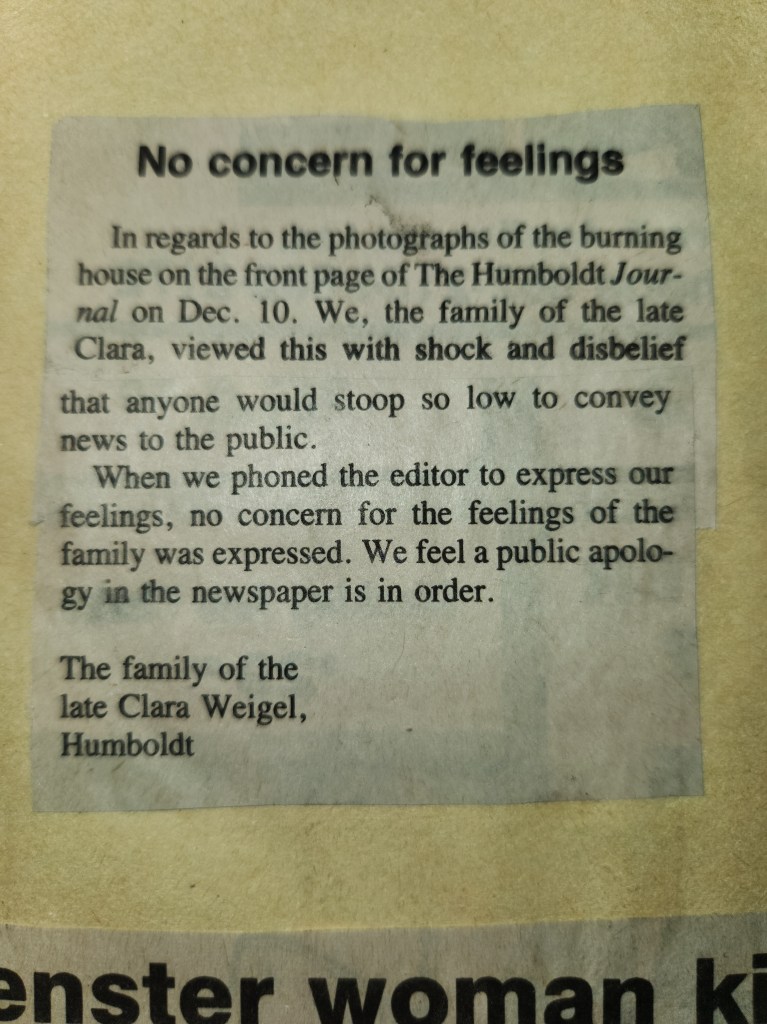 No concern for feelings
In regards to the photographs of the burning
house on the front page of The Humboldt Jour-
nal on Dec. 10. We, the family of the late
Clara, viewed this with shock and disbelief
that anyone would stoop so low to convey
news to the public.
When we phoned the editor to express our
feelings, no concern for the feelings of the
family was expressed. We feel a public apolo-
gy in the newspaper is in order.
The family of the
late Clara Weigel,
Humboldt
enster woman ki